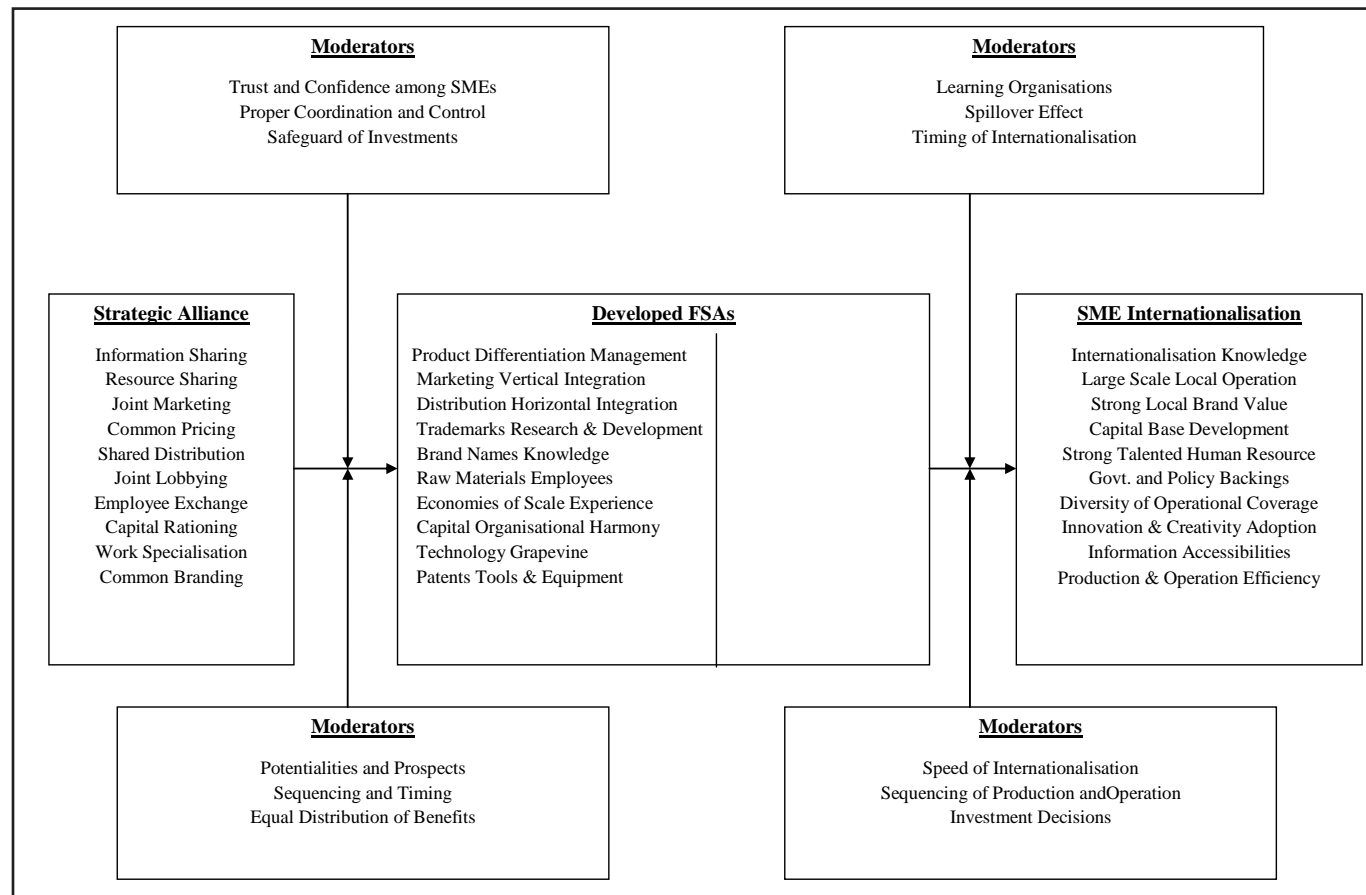 Moderators
Trust and Confidence among SMEs
Proper Coordination and Control
Safeguard of Investments
Moderators
Learning Organisations
Spillover Effect
Timing of Internationalisation
Strategic Alliance
Information Sharing
Resource Sharing
Joint Marketing
Common Pricing
Shared Distribution
Joint Lobbying
Employee Exchange
Capital Rationing
Work Specialisation
Common Branding
Developed FSAs
Product Differentiation Management
Marketing Vertical Integration
Distribution Horizontal Integration
Trademarks Research & Development
Brand Names Knowledge
Raw Materials Employees
Economies of Scale Experience
Capital Organisational Harmony
Technology Grapevine
Patents Tools & Equipment
SME Internationalisation
Internationalisation Knowledge
Large Scale Local Operation
Strong Local Brand Value
Capital Base Development
Strong Talented Human Resource
Govt. and Policy Backings
Diversity of Operational Coverage
Innovation & Creativity Adoption
Information Accessibilities
Production & Operation Efficiency
Moderators
Potentialities and Prospects
Sequencing and Timing
Equal Distribution of Benefits
Moderators
Speed of Internationalisation
Sequencing of Production andOperation
Investment Decisions